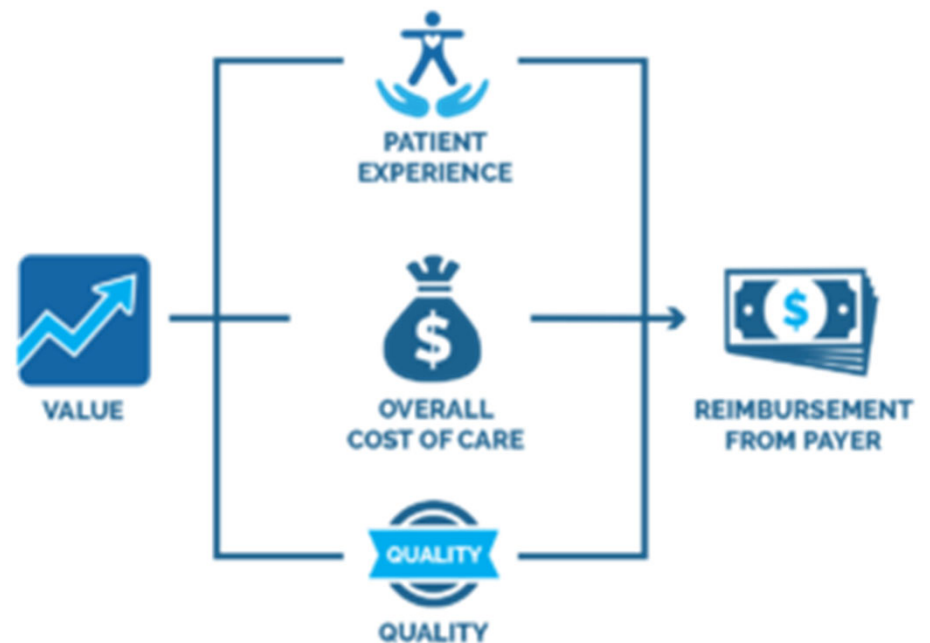 PATIENT
EXPERIENCE
VALUE
$
OVERALL
COST OF CARE
$
REIMBURSEMENT
FROM PAYER
QUALITY
QUALITY